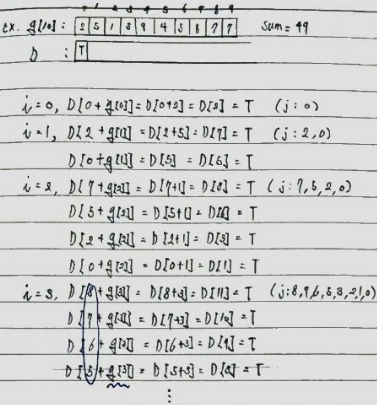 0 1 2 3 4 5 6 7 8 9
ex. g[10] : 2 5 1 3 9 4 5 8 7 7 Sum = 49
D : T
i = 0, D[0+g[0]] = D[0+2] = D[2] = T (j : 0)
i = 1, D[2+g[1]] = D[2+5] = D[7] = T (j : 2,0)
D[0+g[1]] = D[5] = D[5] = T
i = 2, D[7+g[2]] = D[7+1] = D[8] = T (j : 7,5,2,0)
D[5+g[2]] = D[5+1] = D[6] = T
D[2+g[2]] = D[2+1] = D[3] = T
D[0+g[2]] = D[0+1] = D[1] = T
i = 3, D[8+g[3]] = D[8+3] = D[11] = T (j:8,7,6,5,3,2,1,0)
D[7+g[3]] = D[7+3] = D[10] = T
D[6+g[3]] = D[6+3] = D[9] = T
D[5+g[3]] = D[5+3] = D[8] = T
⋮